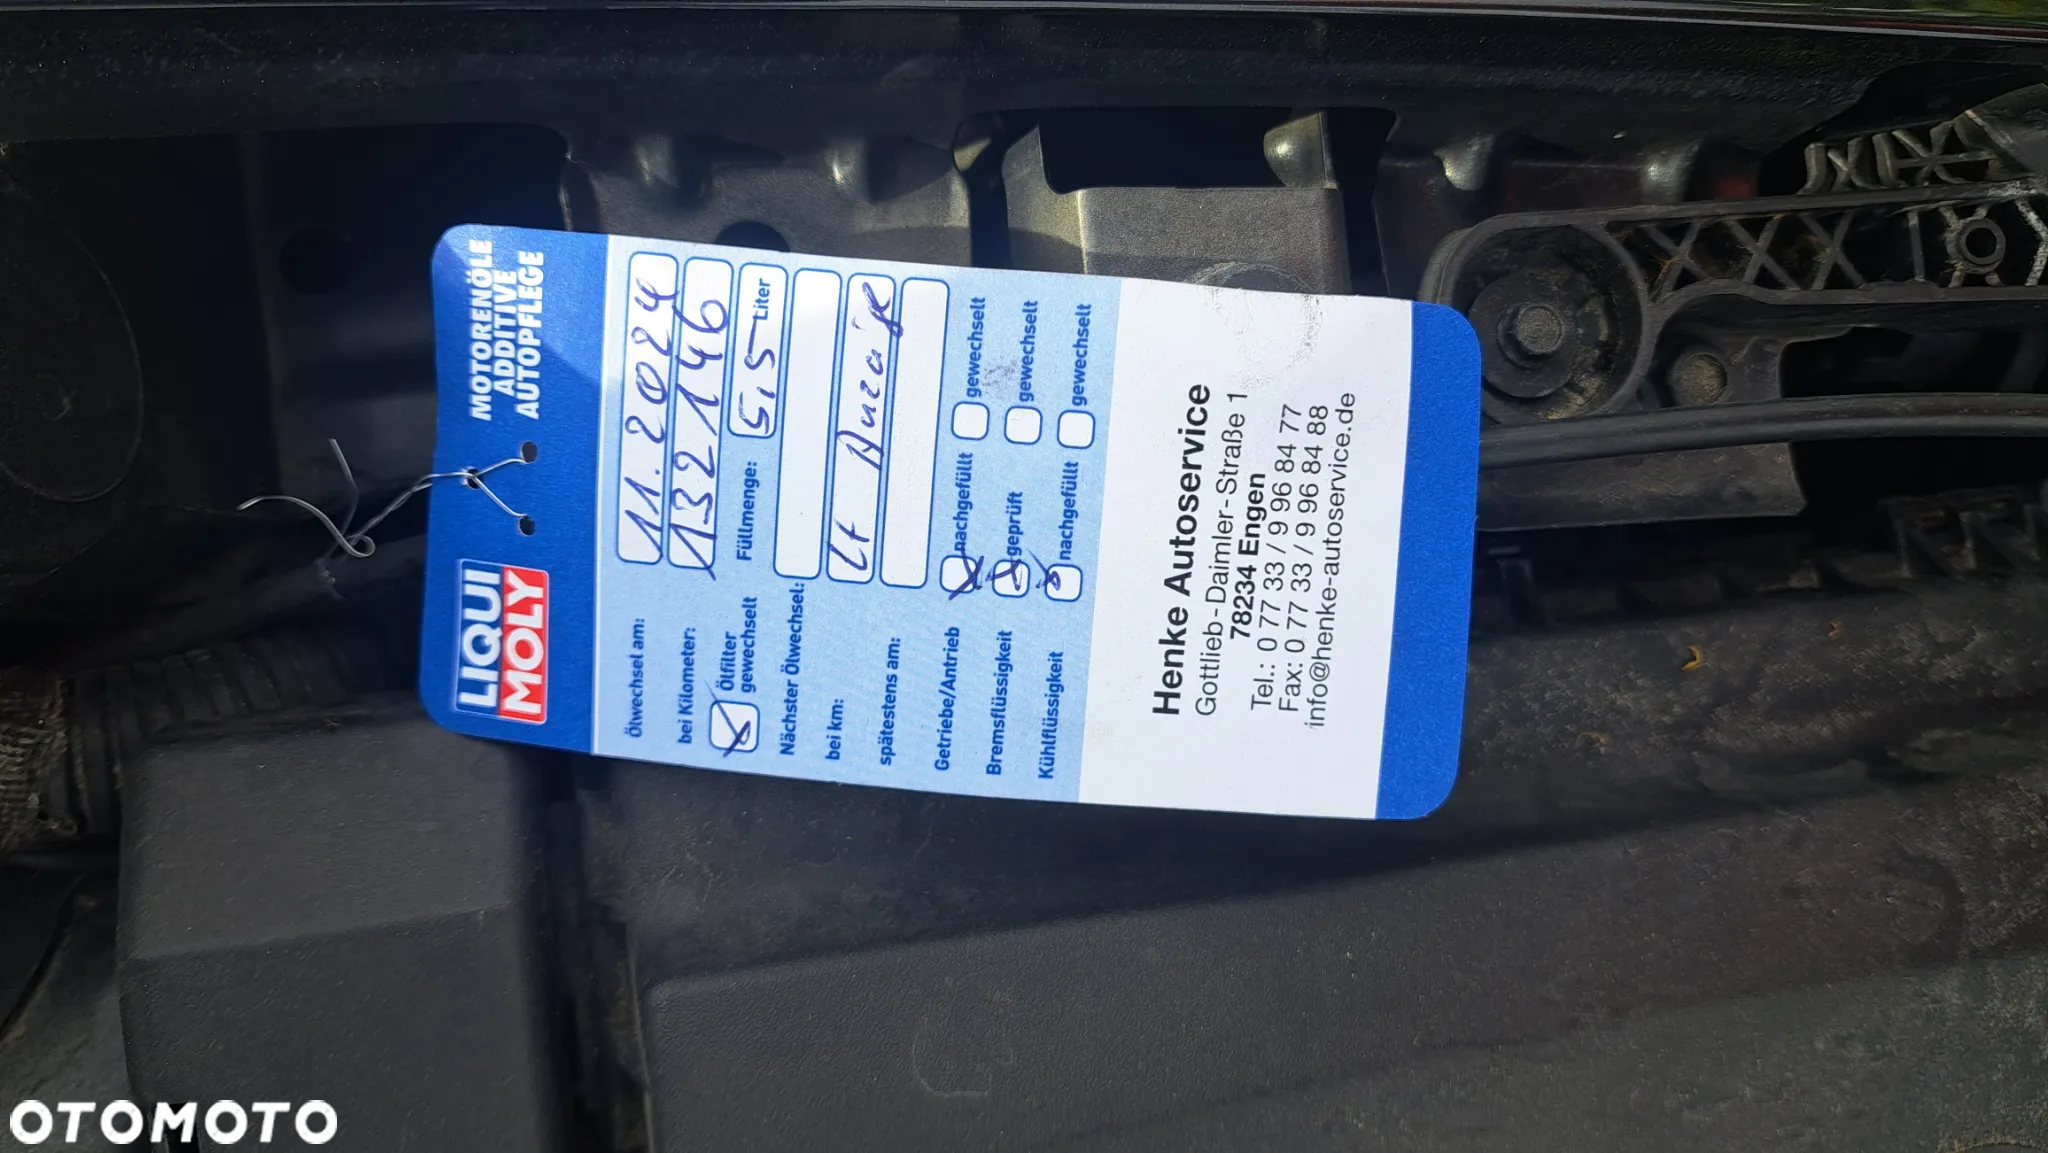 LIQUI
MOLY
MOTORENÖLE
ADDITIVE
AUTOPFLEGE
Ölwechsel am: 11.2024
bei Kilometer: 132146
Ölfilter
gewechselt Füllmenge: 5,5 Liter
Nächster Ölwechsel:
bei km: Lt Anzeige
spätestens am:
Getriebe/Antrieb nachgefüllt gewechselt
Bremsflüssigkeit geprüft gewechselt
Kühlflüssigkeit nachgefüllt gewechselt
Henke Autoservice
Gottlieb-Daimler-Straße 1
78234 Engen
Tel.: 0 77 33 / 9 96 84 77
Fax: 0 77 33 / 9 96 84 88
info@henke-autoservice.de
OTOMOTO